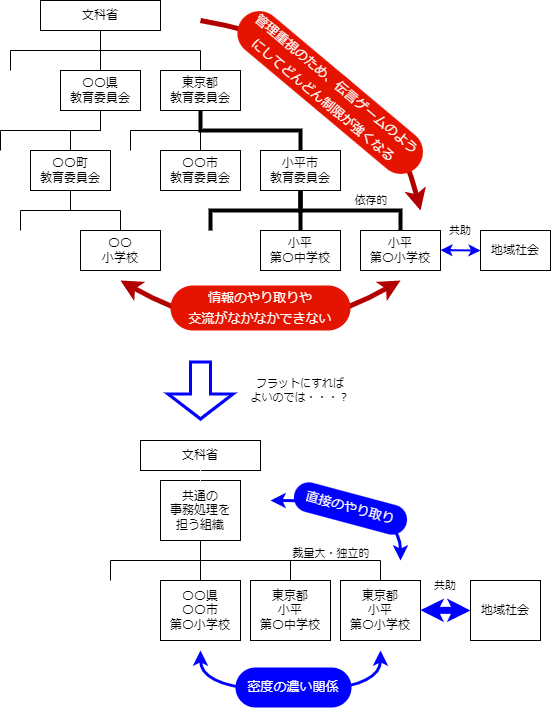 文科省
管理重視のため、伝言ゲームのよう
にしてどんどん制限が強くなる
〇〇県
教育委員会
東京都
教育委員会
〇〇町
教育委員会
〇〇市
教育委員会
小平市
教育委員会
依存的
〇〇
小学校
小平
第〇中学校
小平
第〇小学校
共助
地域社会
情報のやり取りや
交流がなかなかできない
フラットにすれば
よいのでは・・・？
文科省
共通の
事務処理を
担う組織
直接のやり取り
裁量大・独立的
〇〇県
〇〇市
第〇小学校
東京都
小平
第〇中学校
東京都
小平
第〇小学校
共助
地域社会
密度の濃い関係